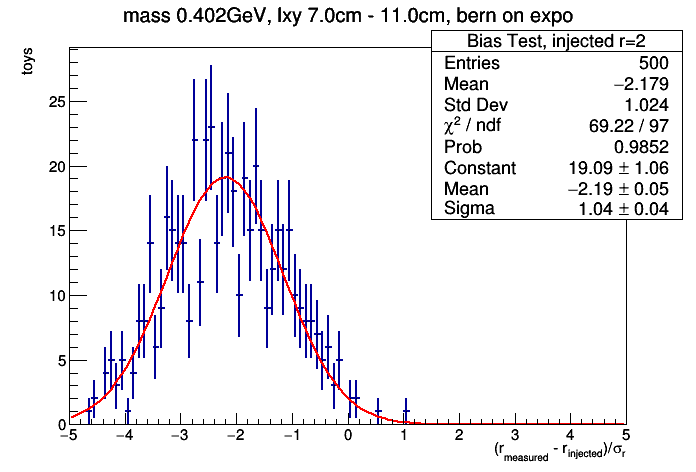 mass 0.402GeV, lxy 7.0cm - 11.0cm, bern on expo
Bias Test, injected r=2
Entries 500
Mean −2.179
Std Dev 1.024
χ² / ndf 69.22 / 97
Prob 0.9852
Constant 19.09 ± 1.06
Mean −2.19 ± 0.05
Sigma 1.04 ± 0.04
toys
25
20
15
10
5
0
−5 −4 −3 −2 −1 0 1 2 3 4 5
(r_measured - r_injected)/σ_r